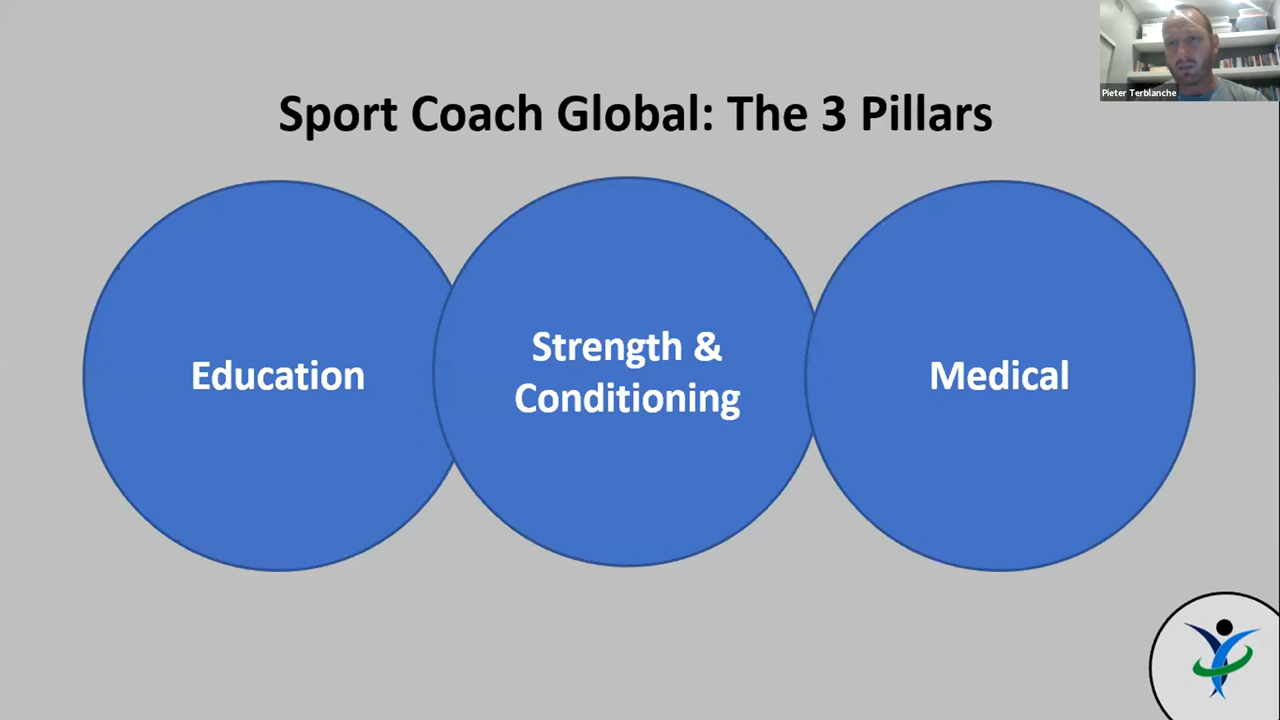 Pieter Terblanche
Sport Coach Global: The 3 Pillars
Education
Strength &
Conditioning
Medical